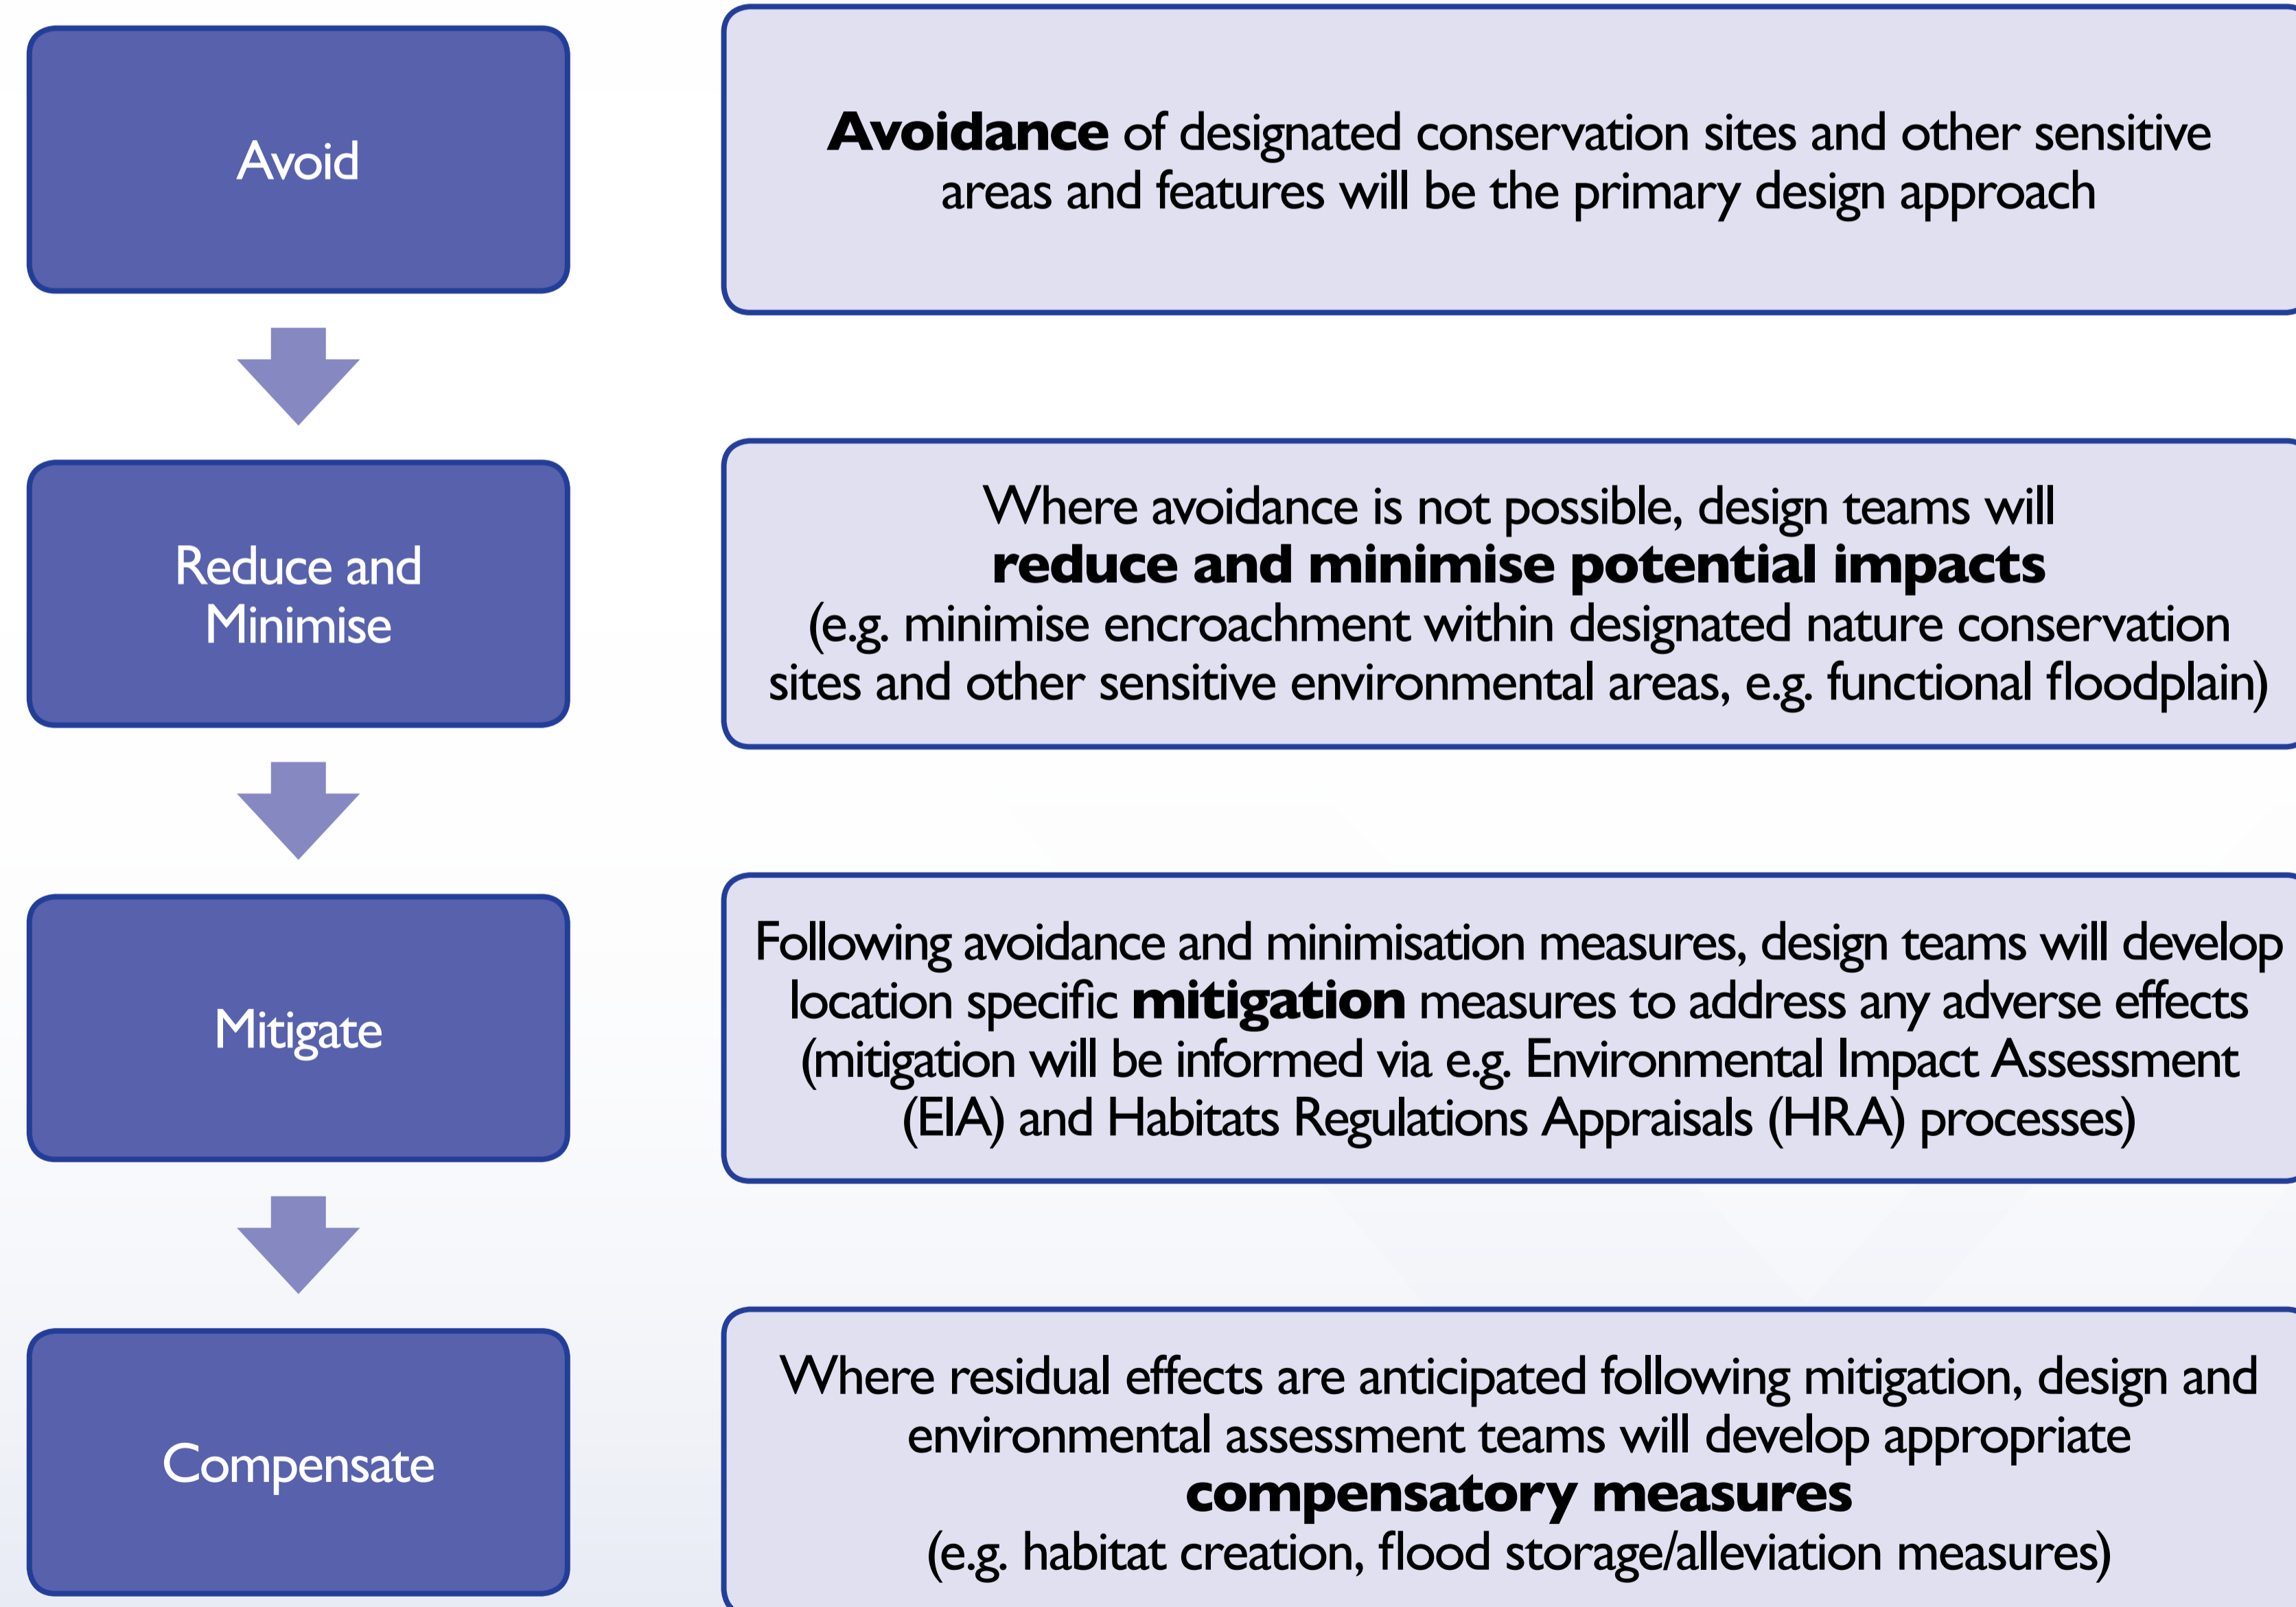 Avoid
Avoidance of designated conservation sites and other sensitive
areas and features will be the primary design approach
Reduce and
Minimise
Where avoidance is not possible, design teams will
reduce and minimise potential impacts
(e.g. minimise encroachment within designated nature conservation
sites and other sensitive environmental areas, e.g. functional floodplain)
Mitigate
Following avoidance and minimisation measures, design teams will develop
location specific mitigation measures to address any adverse effects
(mitigation will be informed via e.g. Environmental Impact Assessment
(EIA) and Habitats Regulations Appraisals (HRA) processes)
Compensate
Where residual effects are anticipated following mitigation, design and
environmental assessment teams will develop appropriate
compensatory measures
(e.g. habitat creation, flood storage/alleviation measures)